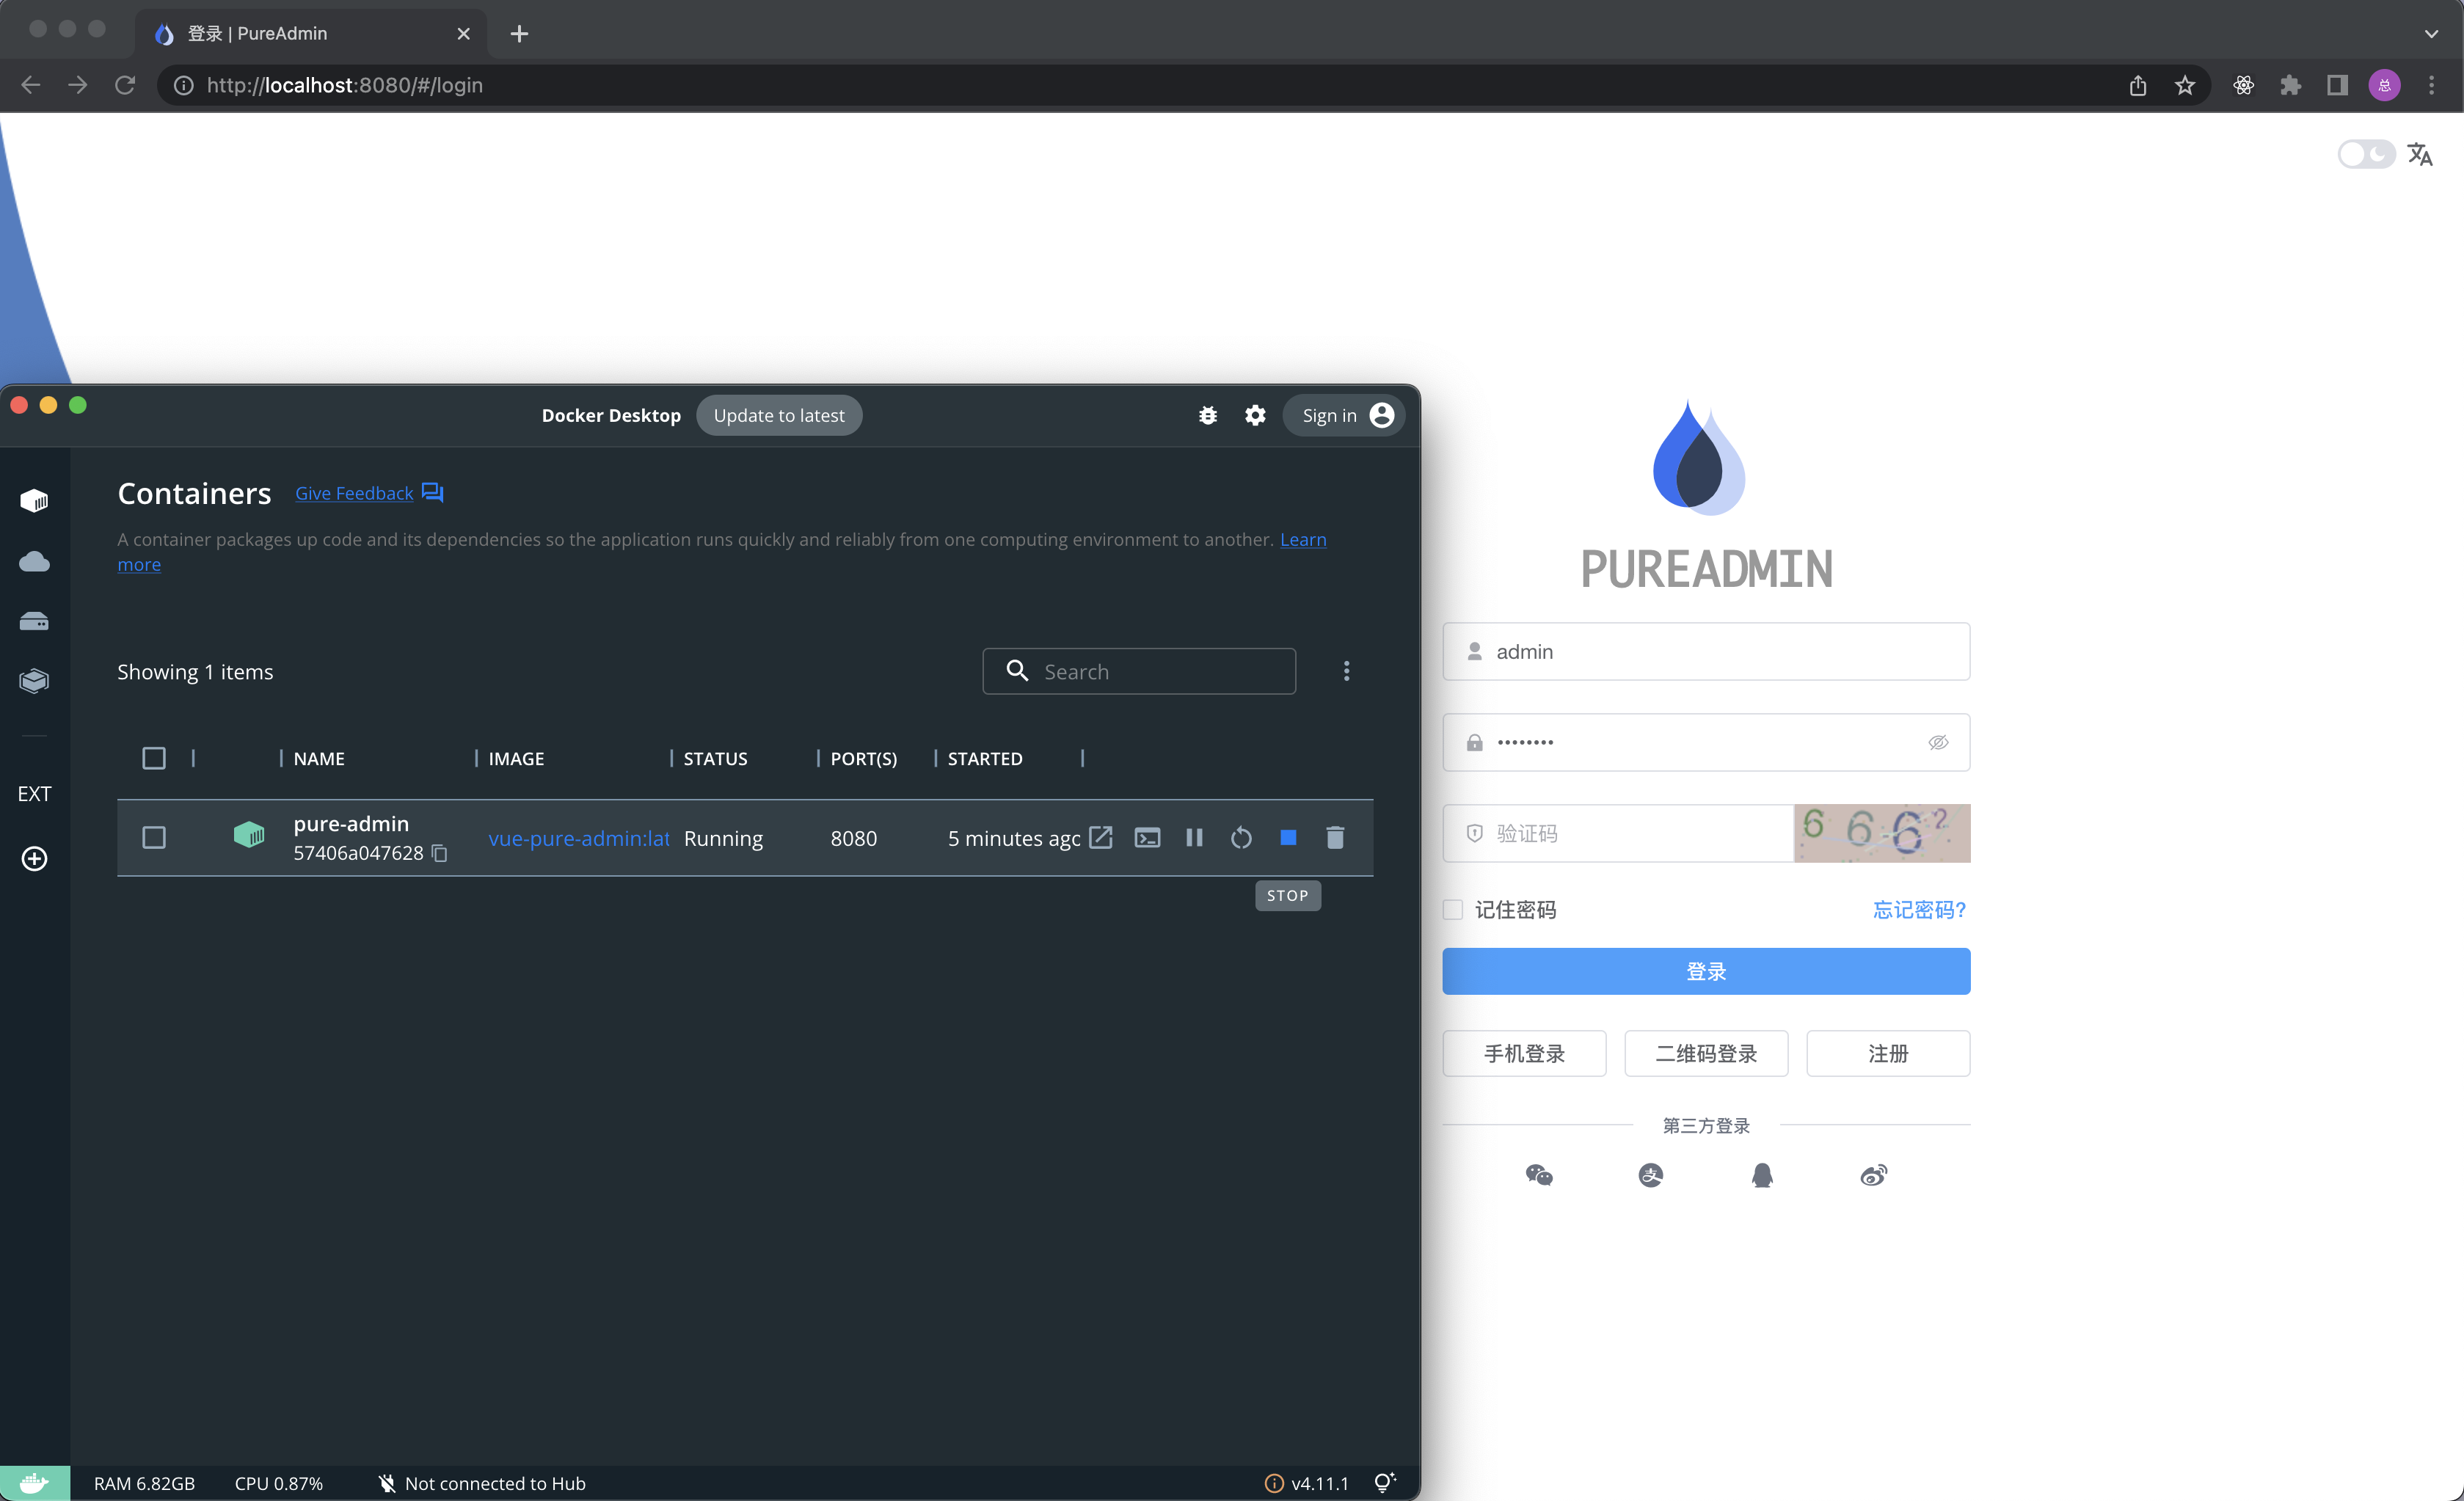 登录 | PureAdmin
http://localhost:8080/#/login
总
Docker Desktop
Update to latest
Sign in
Containers
Give Feedback
A container packages up code and its dependencies so the application runs quickly and reliably from one computing environment to another. Learn
more
Showing 1 items
Search
NAME
IMAGE
STATUS
PORT(S)
STARTED
EXT
pure-admin
57406a047628
vue-pure-admin:lat
Running
8080
5 minutes ago
STOP
RAM 6.82GB
CPU 0.87%
Not connected to Hub
v4.11.1
PUREADMIN
admin
验证码
6 6 6 ?
记住密码
忘记密码?
登录
手机登录
二维码登录
注册
第三方登录
支